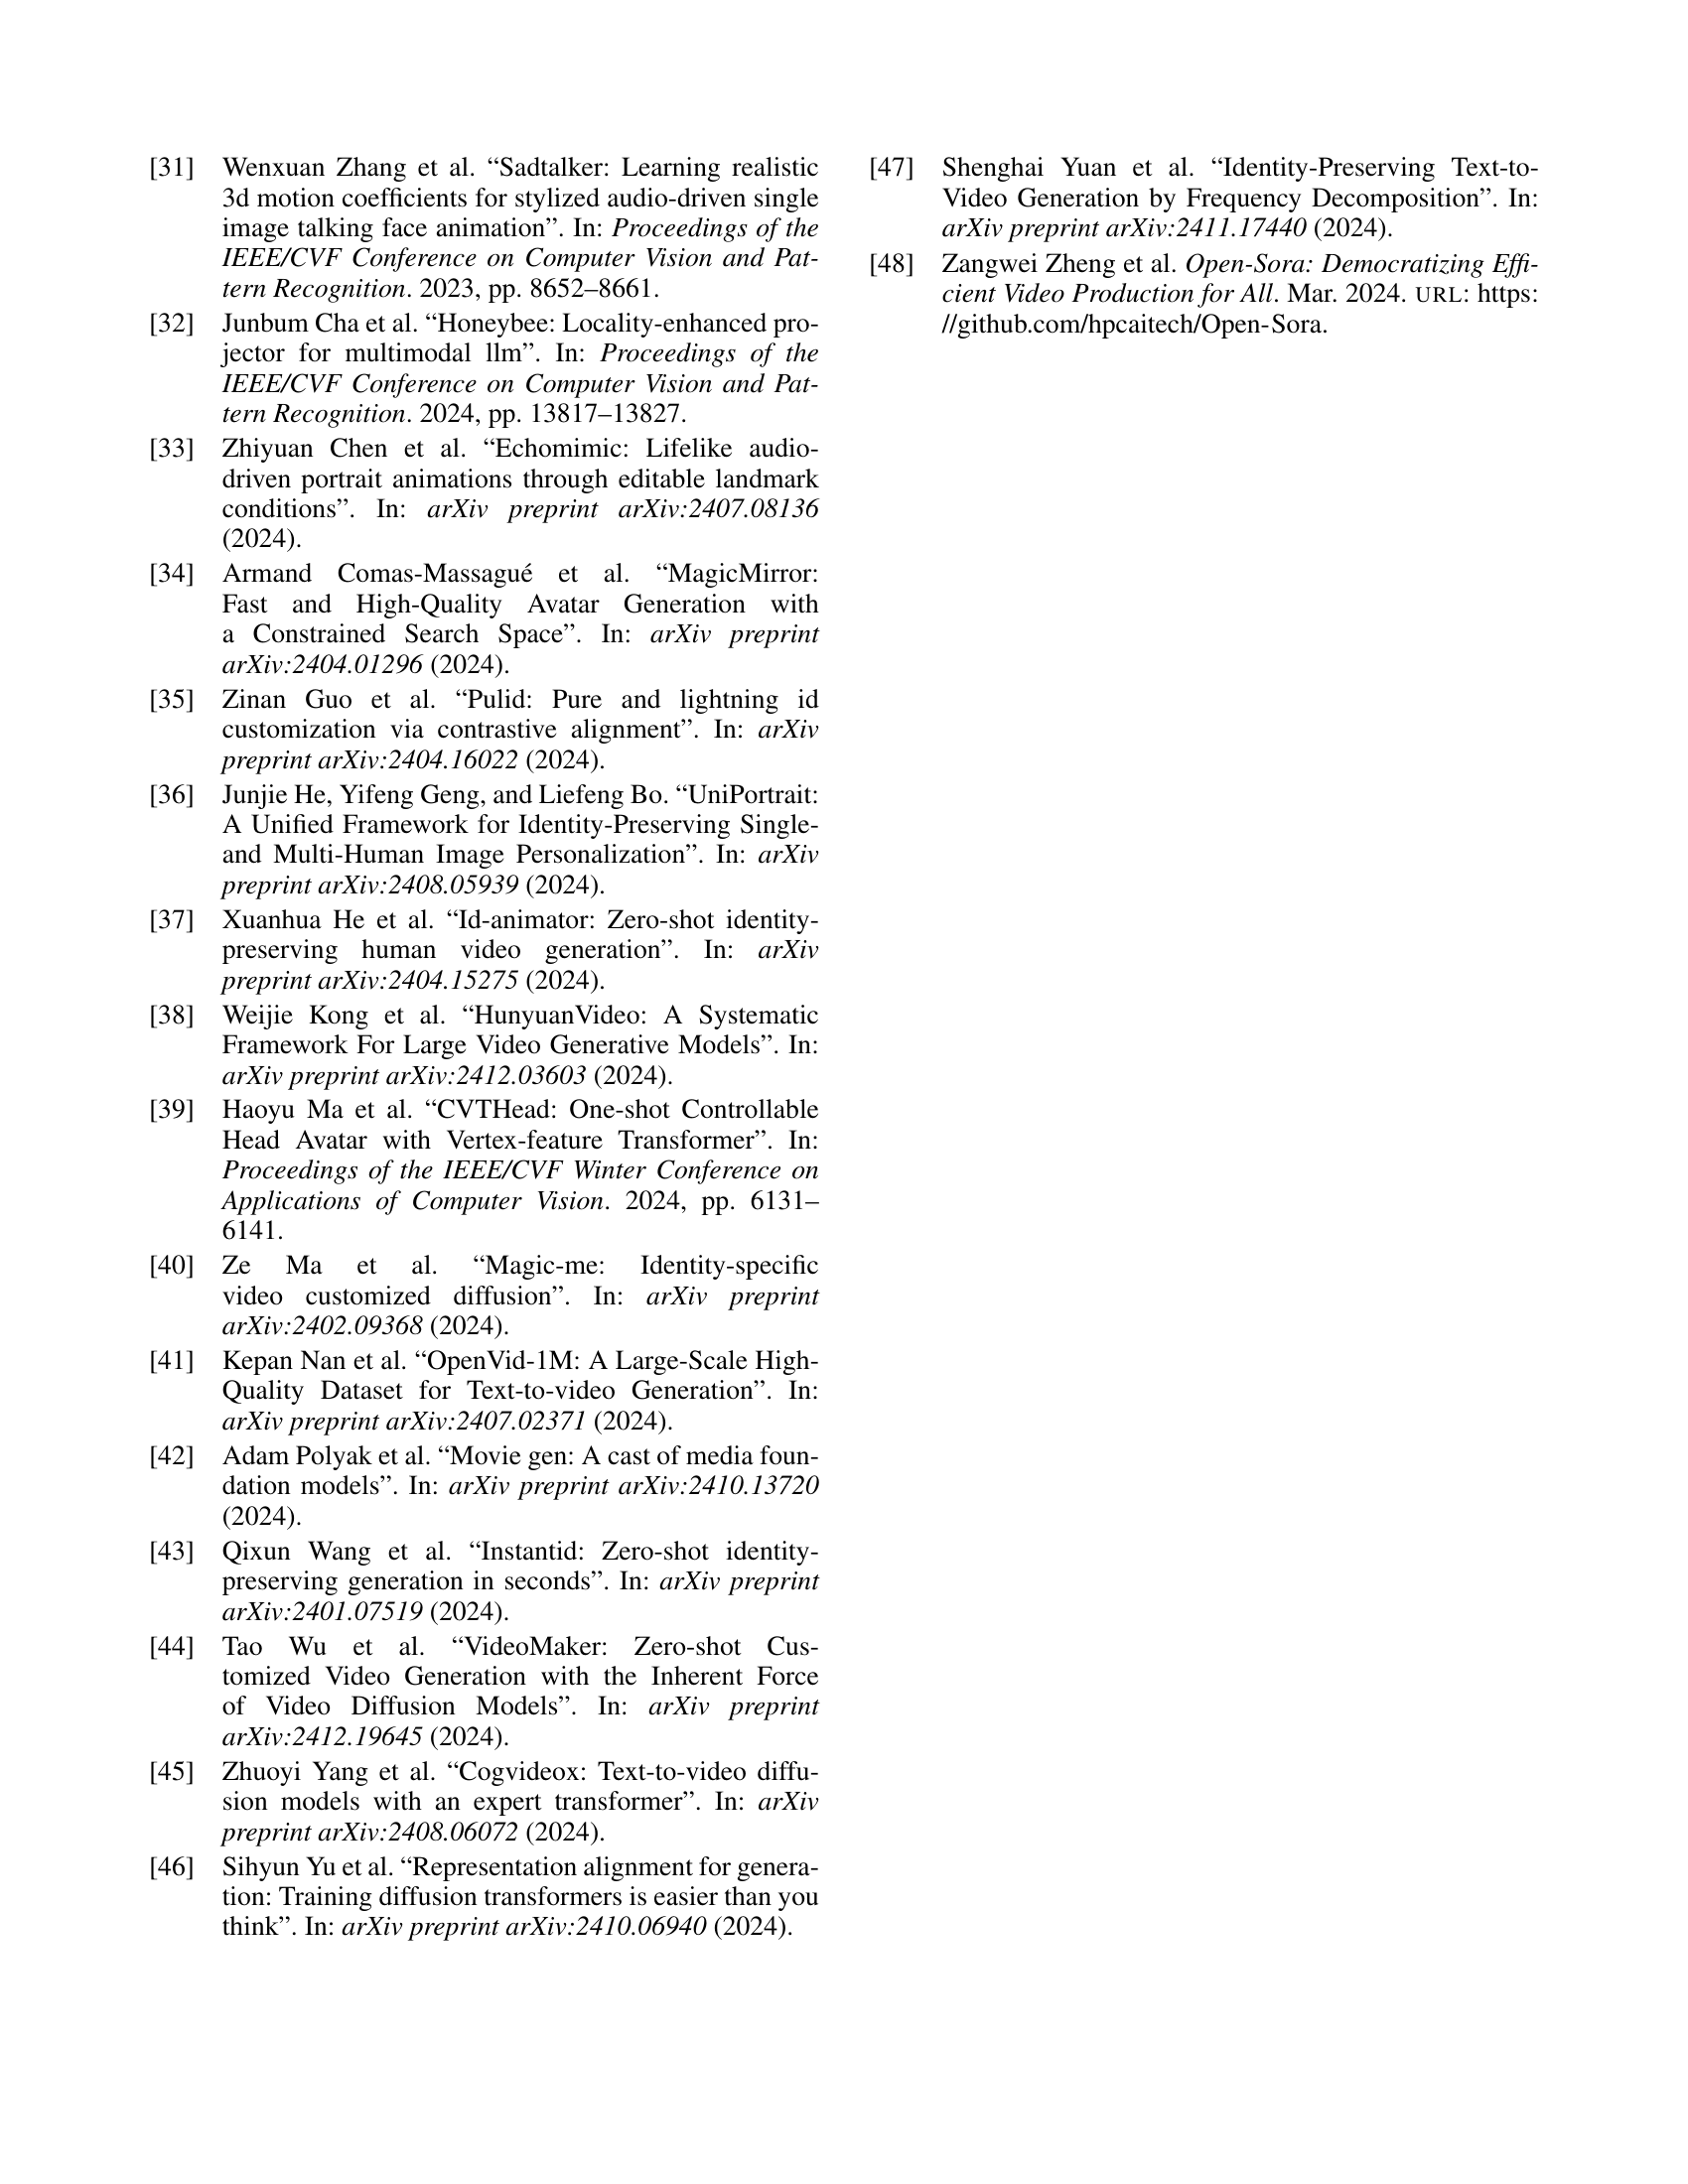 [31] Wenxuan Zhang et al. “Sadtalker: Learning realistic
3d motion coefficients for stylized audio-driven single
image talking face animation”. In: Proceedings of the
IEEE/CVF Conference on Computer Vision and Pat-
tern Recognition. 2023, pp. 8652–8661.
[32] Junbum Cha et al. “Honeybee: Locality-enhanced pro-
jector for multimodal llm”. In: Proceedings of the
IEEE/CVF Conference on Computer Vision and Pat-
tern Recognition. 2024, pp. 13817–13827.
[33] Zhiyuan Chen et al. “Echomimic: Lifelike audio-
driven portrait animations through editable landmark
conditions”. In: arXiv preprint arXiv:2407.08136
(2024).
[34] Armand Comas-Massagué et al. “MagicMirror:
Fast and High-Quality Avatar Generation with
a Constrained Search Space”. In: arXiv preprint
arXiv:2404.01296 (2024).
[35] Zinan Guo et al. “Pulid: Pure and lightning id
customization via contrastive alignment”. In: arXiv
preprint arXiv:2404.16022 (2024).
[36] Junjie He, Yifeng Geng, and Liefeng Bo. “UniPortrait:
A Unified Framework for Identity-Preserving Single-
and Multi-Human Image Personalization”. In: arXiv
preprint arXiv:2408.05939 (2024).
[37] Xuanhua He et al. “Id-animator: Zero-shot identity-
preserving human video generation”. In: arXiv
preprint arXiv:2404.15275 (2024).
[38] Weijie Kong et al. “HunyuanVideo: A Systematic
Framework For Large Video Generative Models”. In:
arXiv preprint arXiv:2412.03603 (2024).
[39] Haoyu Ma et al. “CVTHead: One-shot Controllable
Head Avatar with Vertex-feature Transformer”. In:
Proceedings of the IEEE/CVF Winter Conference on
Applications of Computer Vision. 2024, pp. 6131–
6141.
[40] Ze Ma et al. “Magic-me: Identity-specific
video customized diffusion”. In: arXiv preprint
arXiv:2402.09368 (2024).
[41] Kepan Nan et al. “OpenVid-1M: A Large-Scale High-
Quality Dataset for Text-to-video Generation”. In:
arXiv preprint arXiv:2407.02371 (2024).
[42] Adam Polyak et al. “Movie gen: A cast of media foun-
dation models”. In: arXiv preprint arXiv:2410.13720
(2024).
[43] Qixun Wang et al. “Instantid: Zero-shot identity-
preserving generation in seconds”. In: arXiv preprint
arXiv:2401.07519 (2024).
[44] Tao Wu et al. “VideoMaker: Zero-shot Cus-
tomized Video Generation with the Inherent Force
of Video Diffusion Models”. In: arXiv preprint
arXiv:2412.19645 (2024).
[45] Zhuoyi Yang et al. “Cogvideox: Text-to-video diffu-
sion models with an expert transformer”. In: arXiv
preprint arXiv:2408.06072 (2024).
[46] Sihyun Yu et al. “Representation alignment for genera-
tion: Training diffusion transformers is easier than you
think”. In: arXiv preprint arXiv:2410.06940 (2024).
[47] Shenghai Yuan et al. “Identity-Preserving Text-to-
Video Generation by Frequency Decomposition”. In:
arXiv preprint arXiv:2411.17440 (2024).
[48] Zangwei Zheng et al. Open-Sora: Democratizing Effi-
cient Video Production for All. Mar. 2024. URL: https:
//github.com/hpcaitech/Open-Sora.